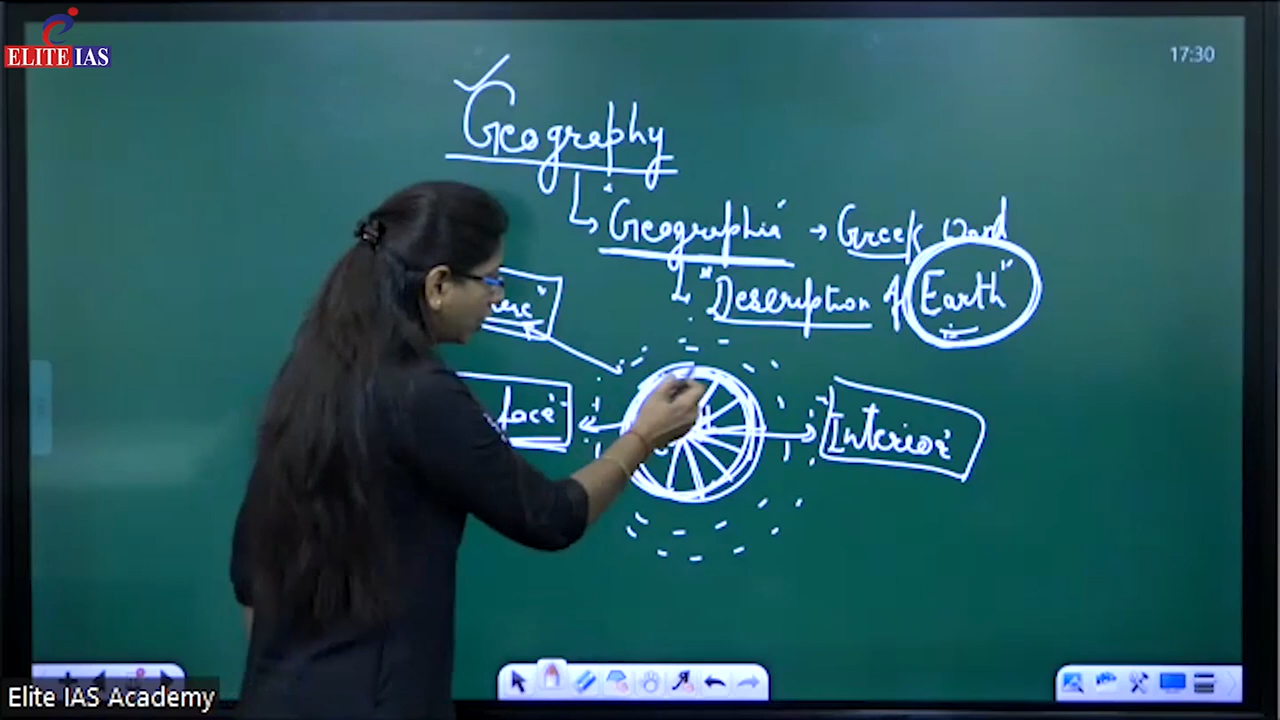 ELITE IAS
17:30
Geography
"Geographia" → Greek Word
"Description of Earth"
"Interior"
Elite IAS Academy